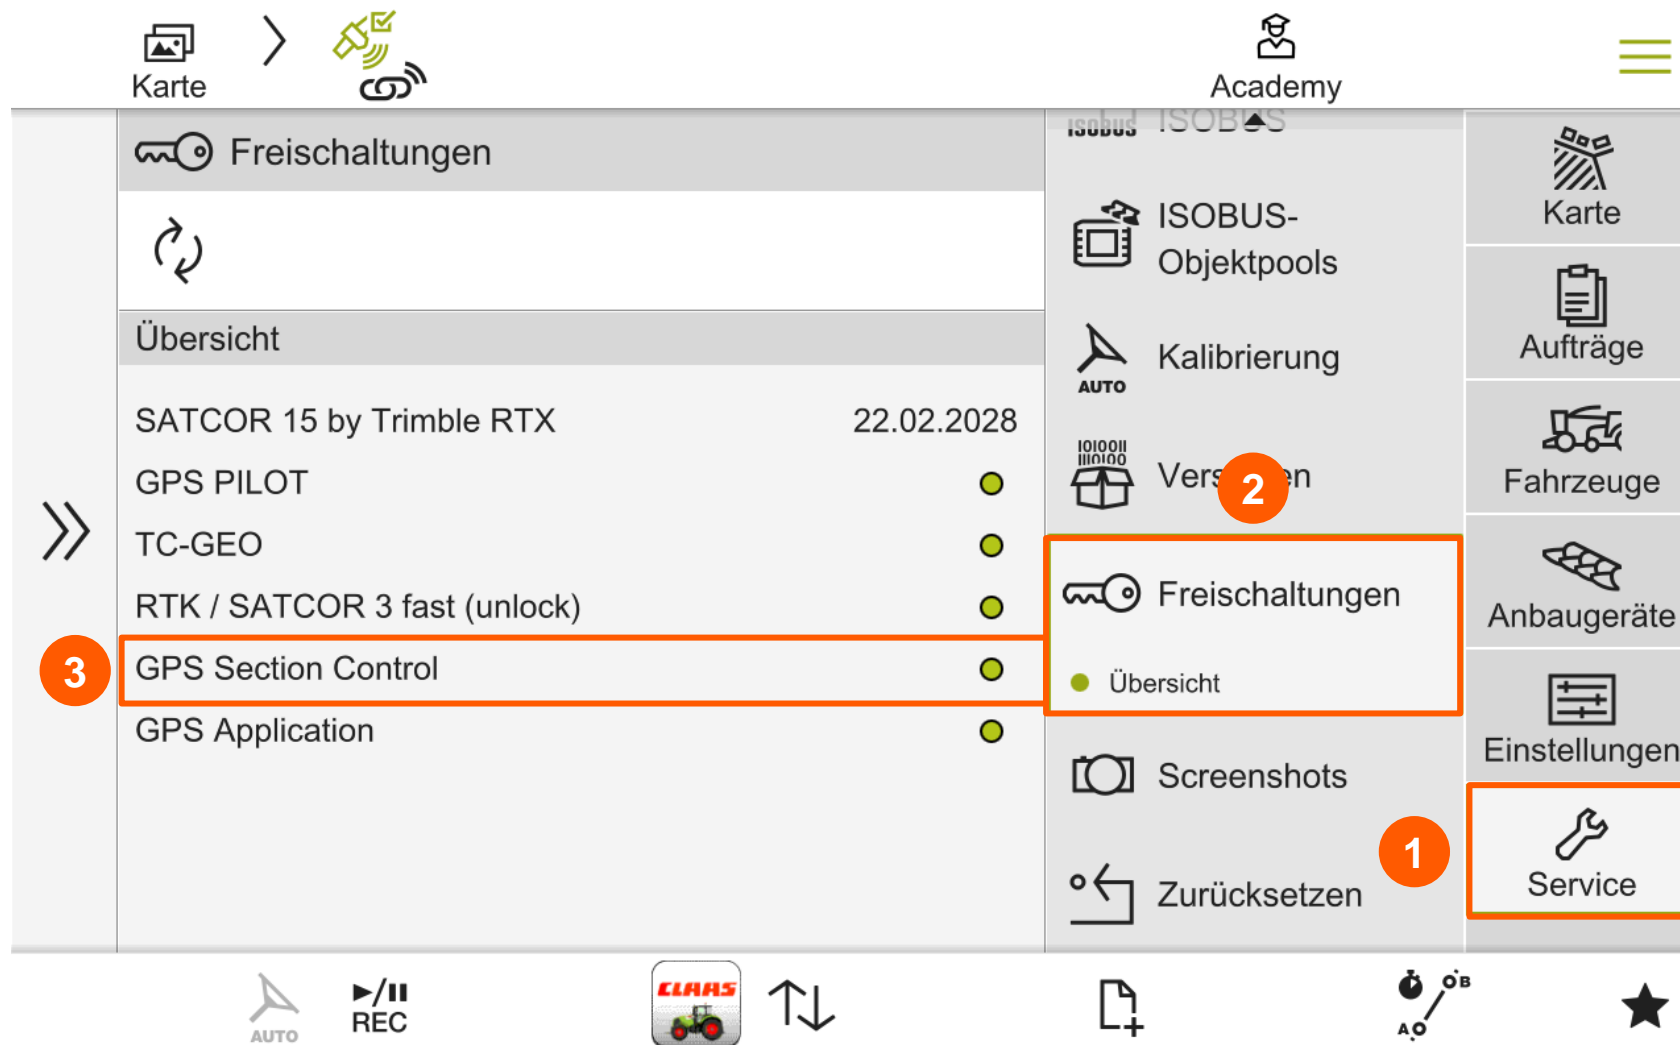 Karte
Academy
Freischaltungen
Übersicht
SATCOR 15 by Trimble RTX 22.02.2028
GPS PILOT
TC-GEO
RTK / SATCOR 3 fast (unlock)
3
GPS Section Control
GPS Application
ISOBUS ISOBUS
ISOBUS-
Objektpools
AUTO
Kalibrierung
2
Freischaltungen
Übersicht
Screenshots
Zurücksetzen
Karte
Aufträge
Fahrzeuge
Anbaugeräte
Einstellungen
1
Service
AUTO
REC
CLAAS
A B